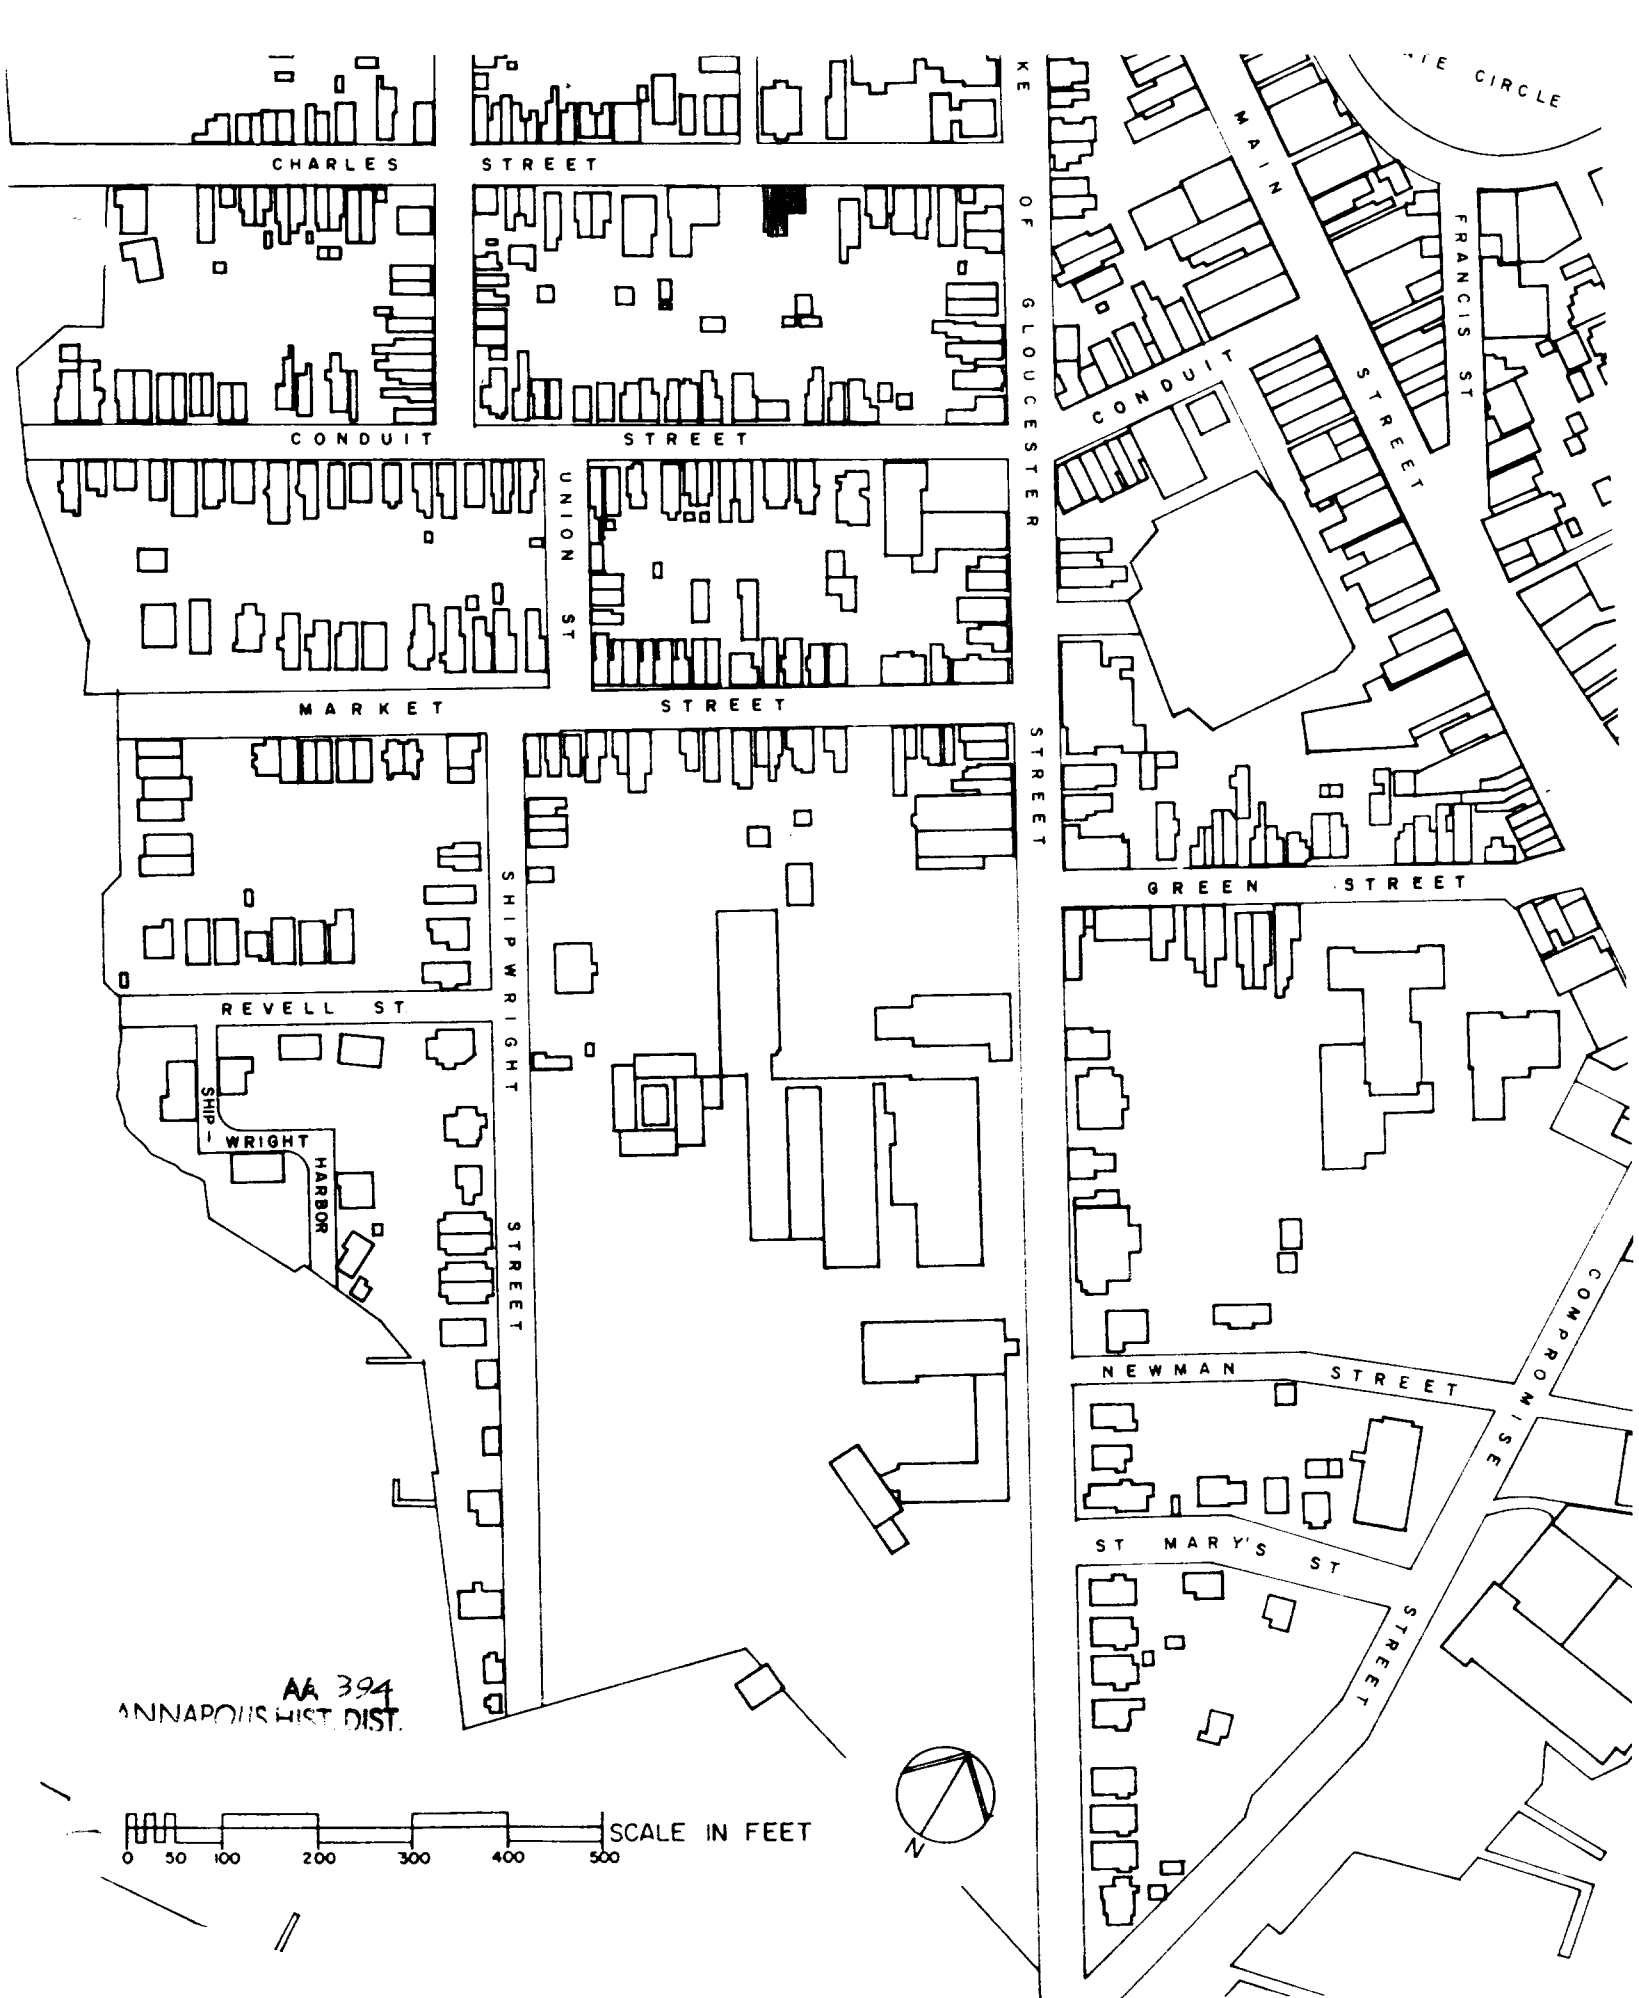 CIRCLE
KE OF GLOUCESTER STREET
MAIN STREET
CHARLES STREET
FRANCIS ST
CONDUIT
CONDUIT STREET
UNION ST
MARKET STREET
GREEN STREET
SHIPWRIGHT STREET
REVELL ST
SHIP-
WRIGHT
HARBOR
COMPROMISE STREET
NEWMAN STREET
ST MARY'S ST
AA 394
ANNAPOLIS HIST. DIST.
N
SCALE IN FEET
0 50 100 200 300 400 500